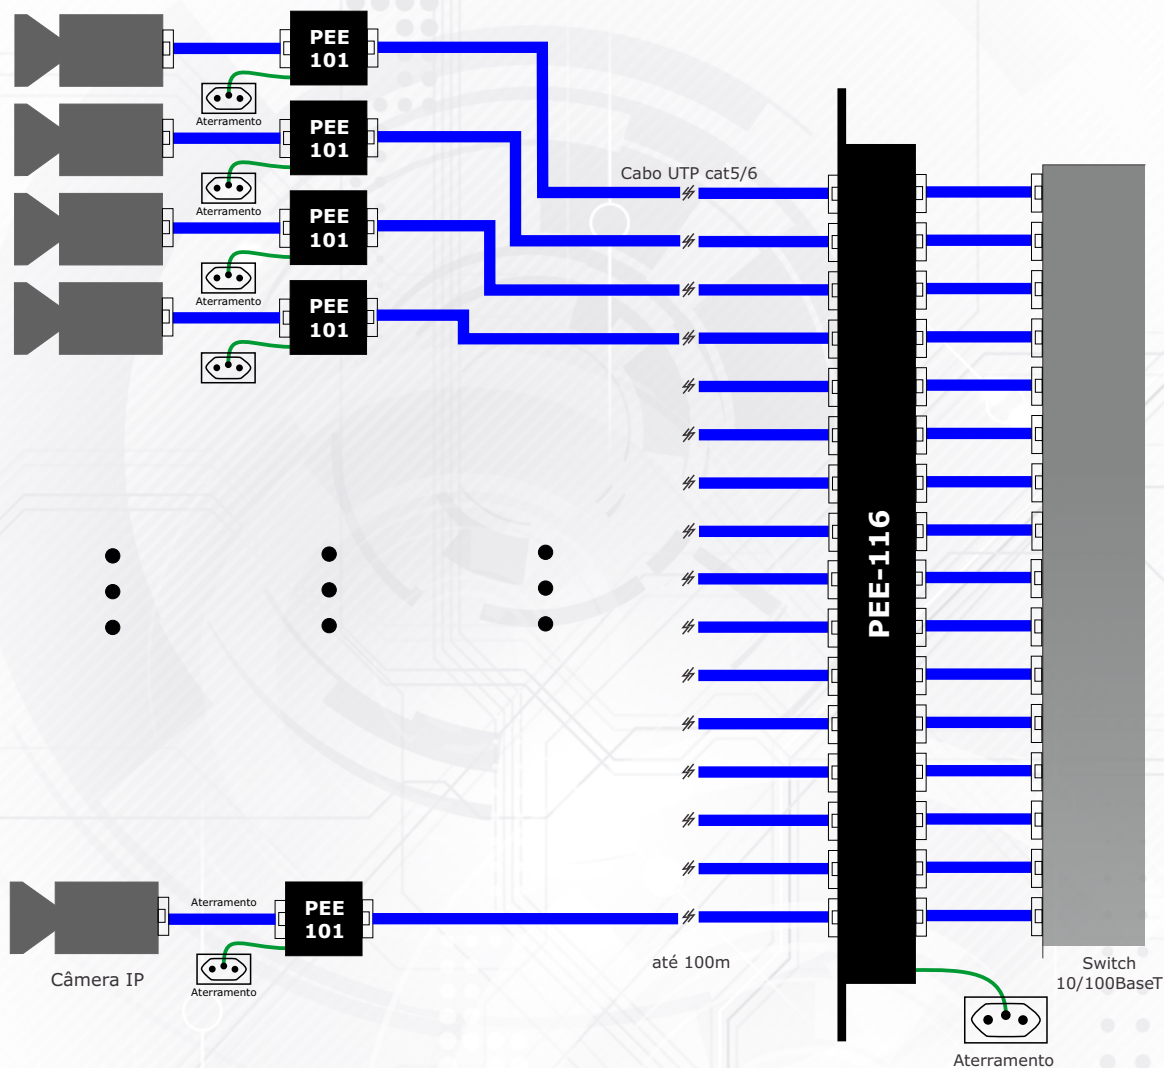 PEE
101
Aterramento
PEE
101
Aterramento
PEE
101
Aterramento
PEE
101
Cabo UTP cat5/6
PEE-116
Aterramento
PEE
101
Aterramento
Câmera IP
até 100m
Switch
10/100BaseT
Aterramento